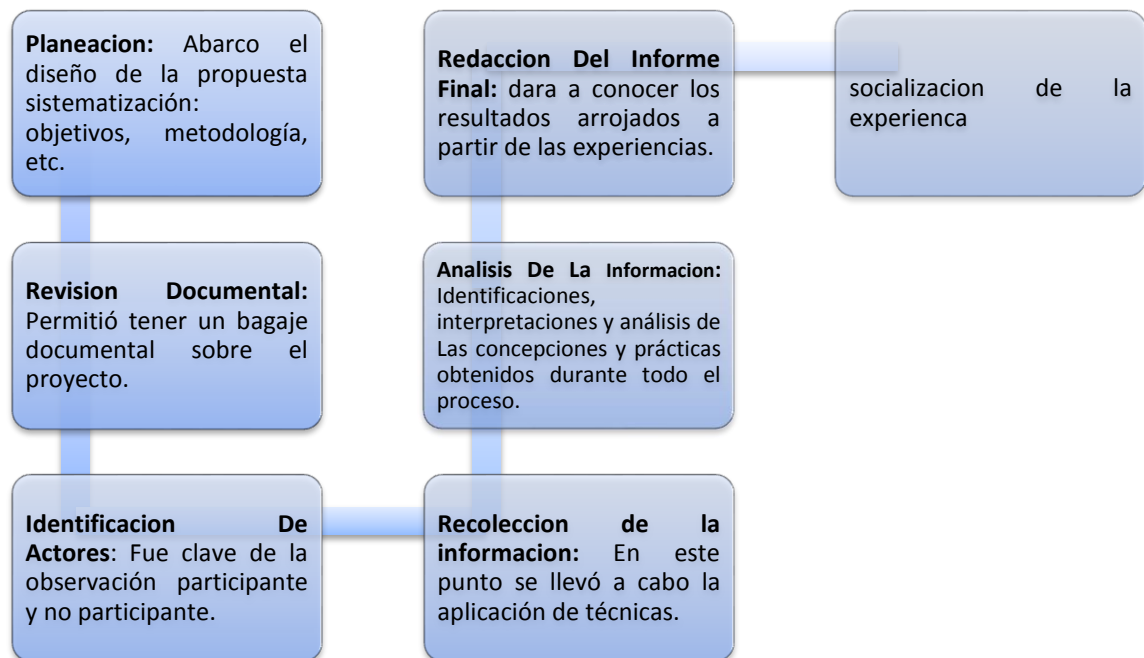 Planeacion: Abarco el
diseño de la propuesta
sistematización:
objetivos, metodología,
etc.
Revision Documental:
Permitió tener un bagaje
documental sobre el
proyecto.
Identificacion De
Actores: Fue clave de la
observación participante
y no participante.
Recoleccion de la
informacion: En este
punto se llevó a cabo la
aplicación de técnicas.
Analisis De La Informacion:
Identificaciones,
interpretaciones y análisis de
Las concepciones y prácticas
obtenidos durante todo el
proceso.
Redaccion Del Informe
Final: dara a conocer los
resultados arrojados a
partir de las experiencias.
socialización de la
experienca